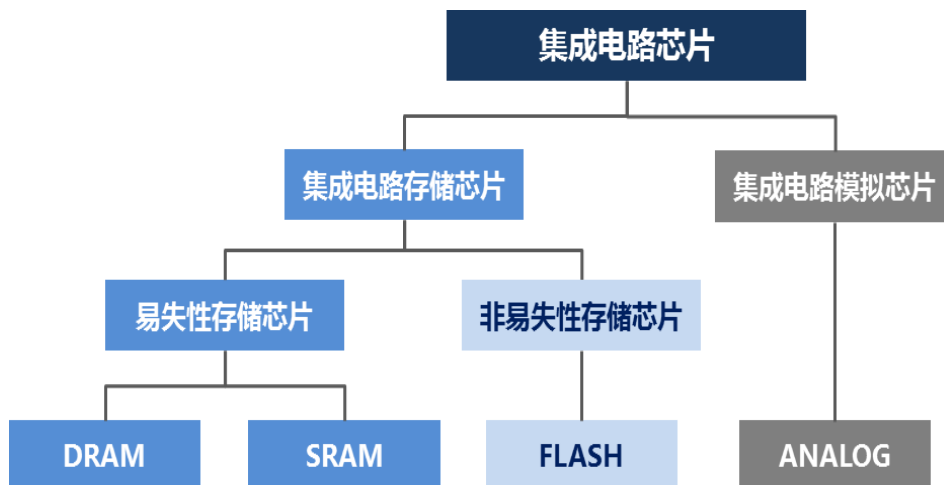 集成电路芯片
集成电路存储芯片
集成电路模拟芯片
易失性存储芯片
非易失性存储芯片
DRAM
SRAM
FLASH
ANALOG